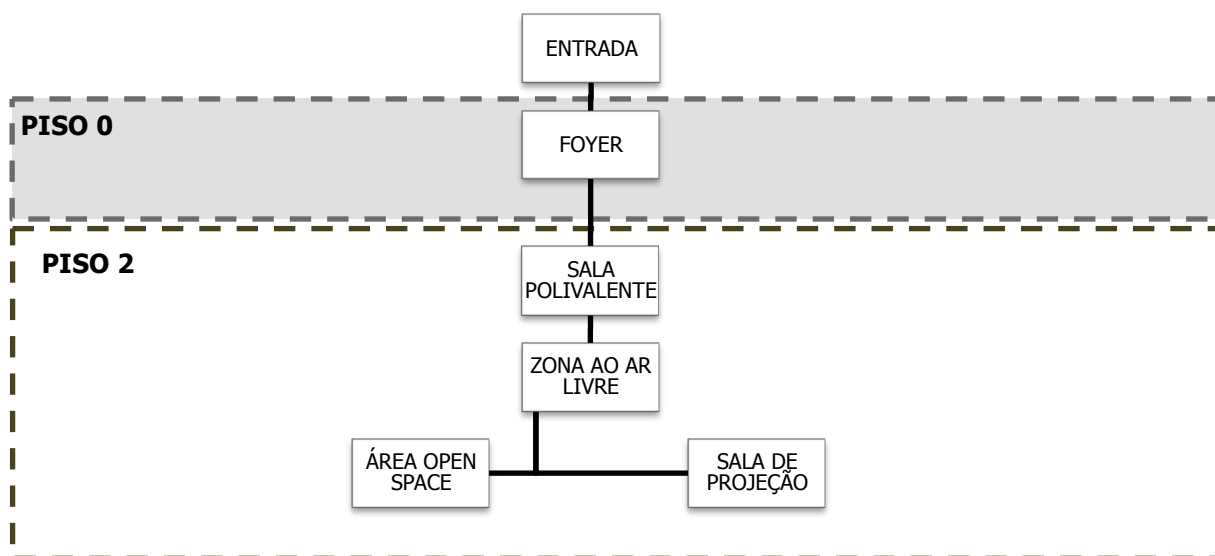 ENTRADA
PISO 0
FOYER
PISO 2
SALA
POLIVALENTE
ZONA AO AR
LIVRE
ÁREA OPEN
SPACE
SALA DE
PROJEÇÃO